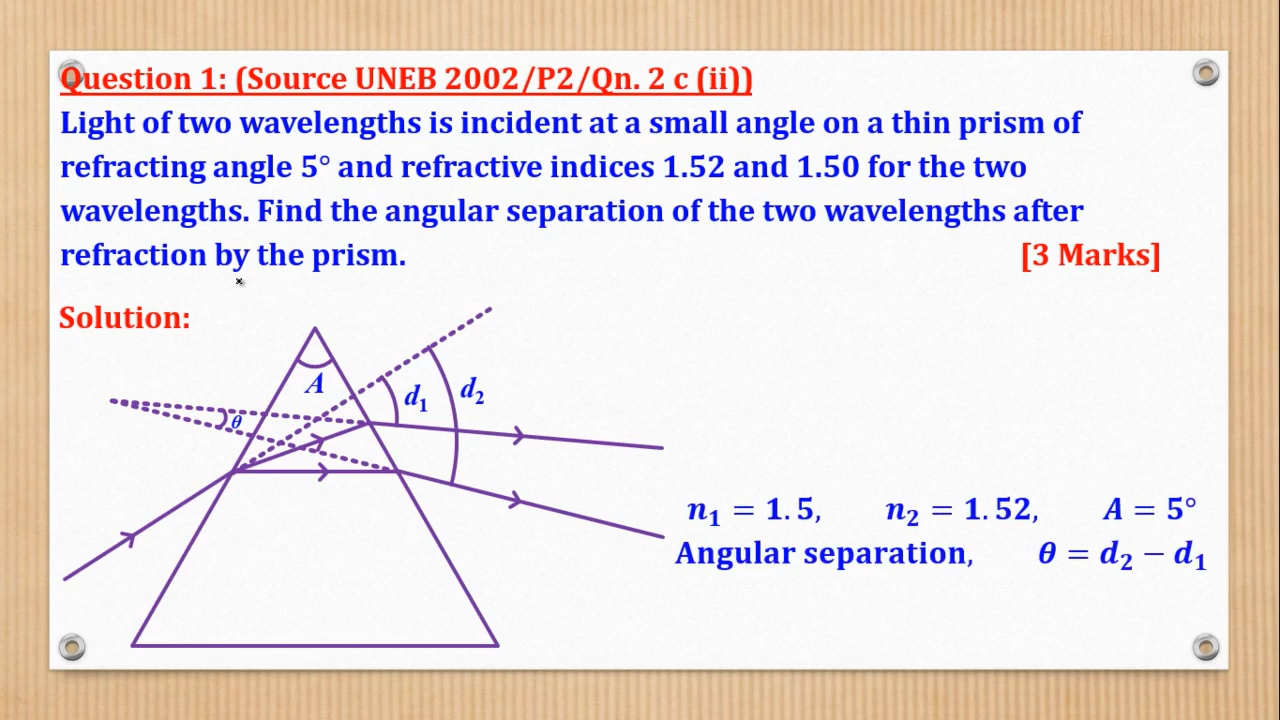 Question 1: (Source UNEB 2002/P2/Qn. 2 c (ii))
Light of two wavelengths is incident at a small angle on a thin prism of
refracting angle 5° and refractive indices 1.52 and 1.50 for the two
wavelengths. Find the angular separation of the two wavelengths after
refraction by the prism. [3 Marks]
Solution:
A
d₁
d₂
θ
n₁ = 1.5, n₂ = 1.52, A = 5°
Angular separation, θ = d₂ − d₁